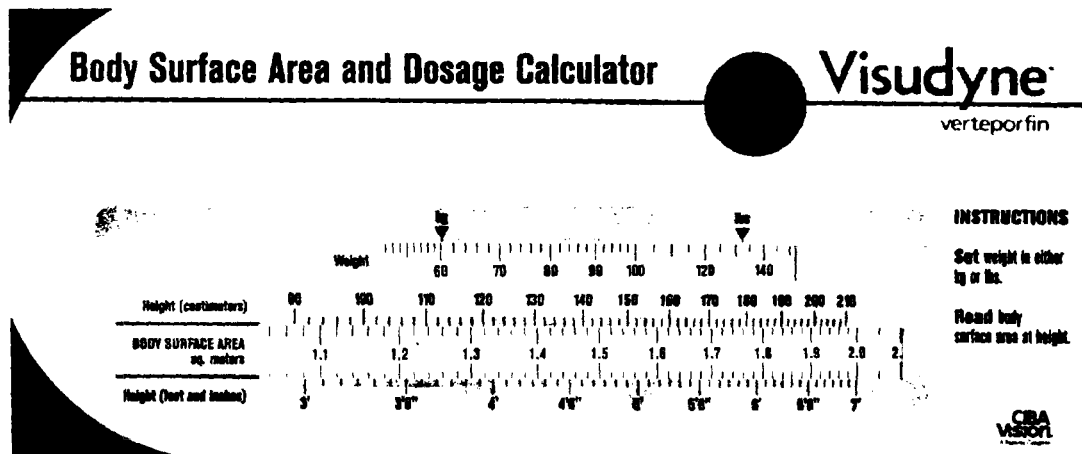 Body Surface Area and Dosage Calculator
Visudyne
verteporfin
INSTRUCTIONS
Set weight in either
kg or lbs.
Read body
surface area at height.
kg
lbs
Weight
60 70 80 90 100 120 140
Height (centimeters)
90 100 110 120 130 140 150 160 170 180 190 200 210
BODY SURFACE AREA
sq. meters
1.1 1.2 1.3 1.4 1.5 1.6 1.7 1.8 1.9 2.0 2.
Height (feet and inches)
3' 3'6" 4' 4'6" 5' 5'6" 6' 6'6" 7'
CIBA
Vision